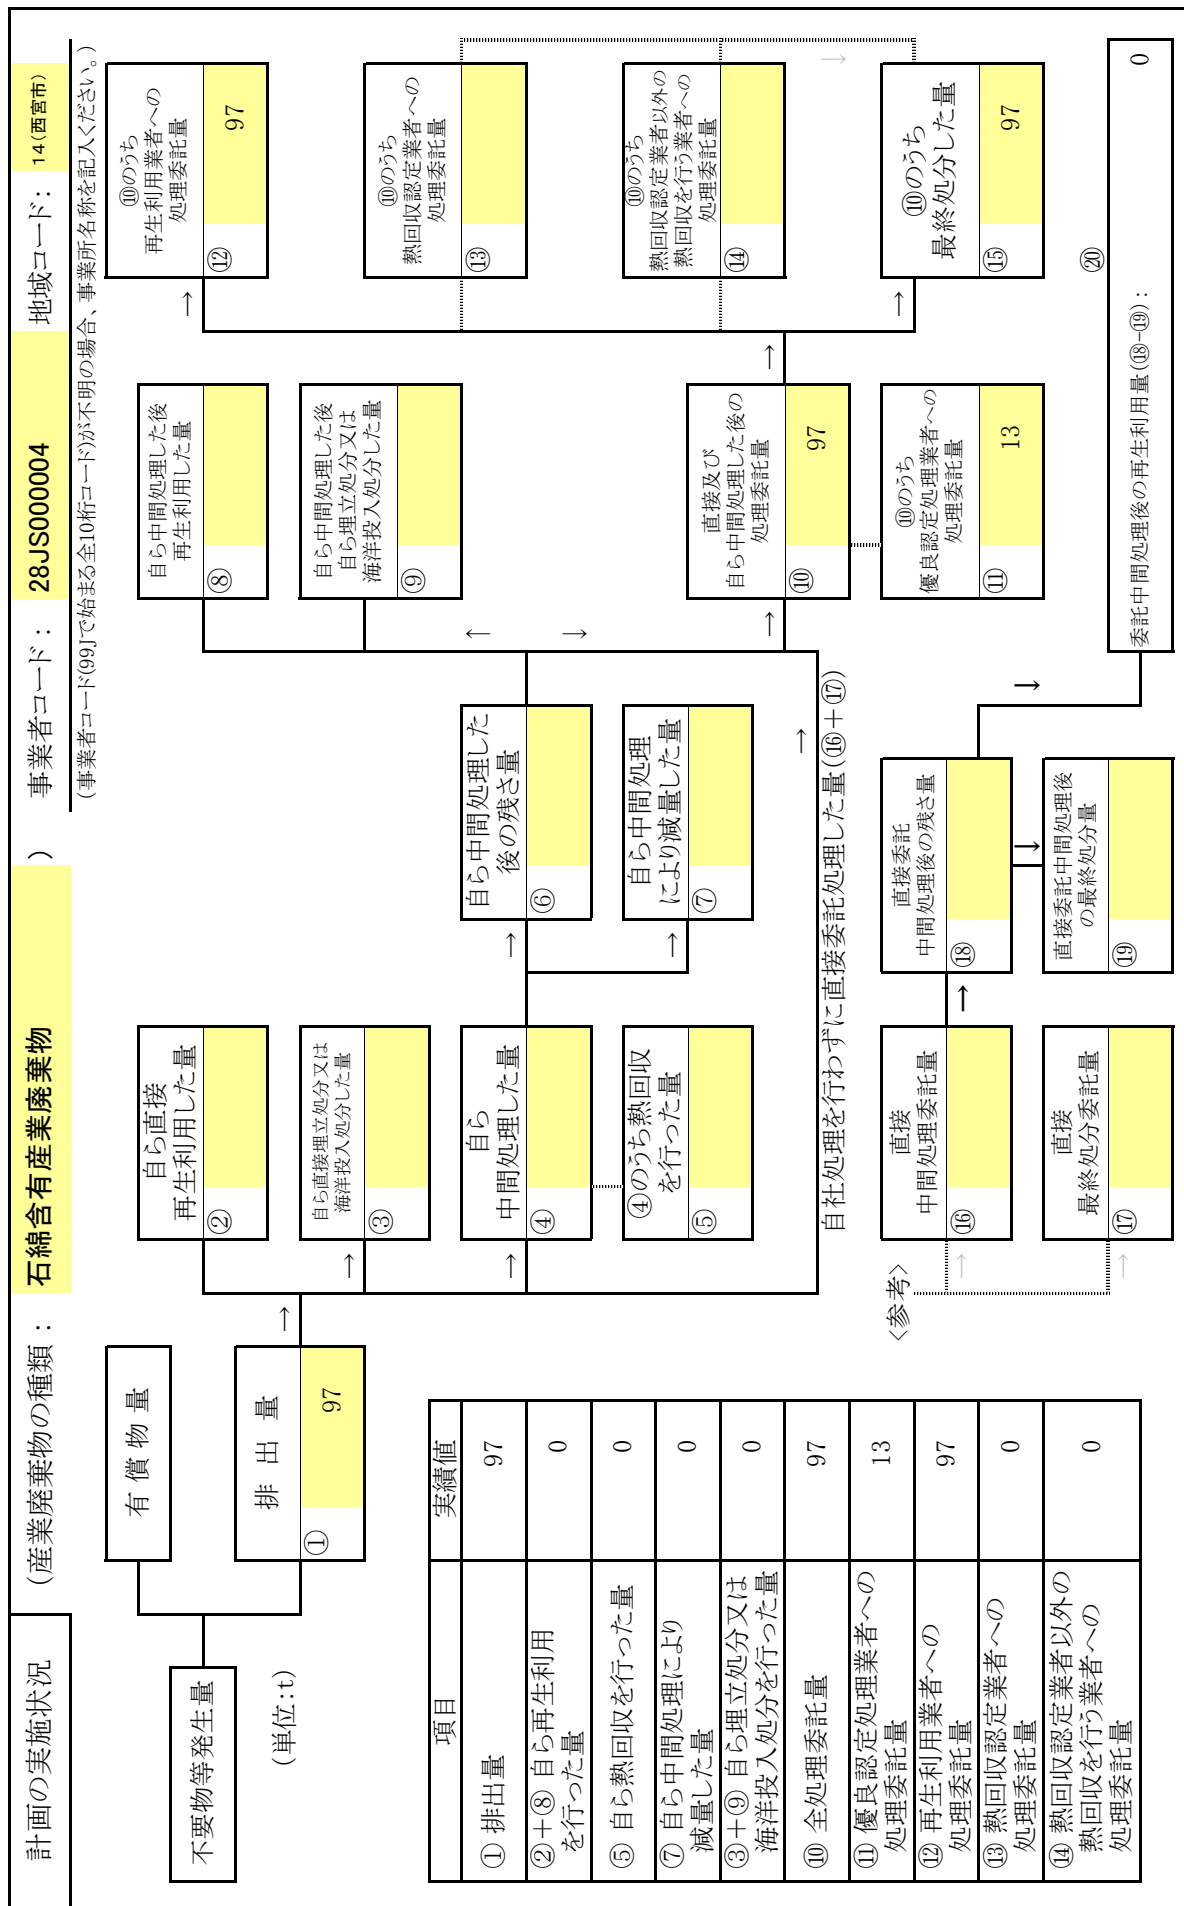 計画の実施状況
(産業廃棄物の種類： 石綿含有産業廃棄物 )
事業者コード： 28JS000004 地域コード： 14(西宮市)
(事業者コード(99Jで始まる全10桁コード)が不明の場合、事業所名称を記入ください。)
不要物等発生量
(単位:t)
有 償 物 量
排 出 量
① 97
自ら直接
再生利用した量
②
自ら直接埋立処分又は
海洋投入処分した量
③
自ら
中間処理した量
④
④のうち熱回収
を行った量
⑤
自ら中間処理した
後の残さ量
⑥
自ら中間処理
により減量した量
⑦
自ら中間処理した後
再生利用した量
⑧
自ら中間処理した後
自ら埋立処分又は
海洋投入処分した量
⑨
直接及び
自ら中間処理した後の
処理委託量
⑩ 97
⑩のうち
優良認定処理業者への
処理委託量
⑪ 13
⑩のうち
再生利用業者への
処理委託量
⑫ 97
⑩のうち
熱回収認定業者への
処理委託量
⑬
⑩のうち
熱回収認定業者以外の
熱回収を行う業者への
処理委託量
⑭
⑩のうち
最終処分した量
⑮ 97
自社処理を行わずに直接委託処理した量(⑯＋⑰)
<参考>
直接
中間処理委託量
⑯
直接
最終処分委託量
⑰
直接委託
中間処理後の残さ量
⑱
直接委託中間処理後
の最終処分量
⑲
⑳
委託中間処理後の再生利用量(⑱-⑲)： 0
項目 実績値
① 排出量 97
②＋⑧ 自ら再生利用
を行った量 0
⑤ 自ら熱回収を行った量 0
⑦ 自ら中間処理により
減量した量 0
③＋⑨ 自ら埋立処分又は
海洋投入処分を行った量 0
⑩ 全処理委託量 97
⑪ 優良認定処理業者への
処理委託量 13
⑫ 再生利用業者への
処理委託量 97
⑬ 熱回収認定業者への
処理委託量 0
⑭ 熱回収認定業者以外の
熱回収を行う業者への
処理委託量 0